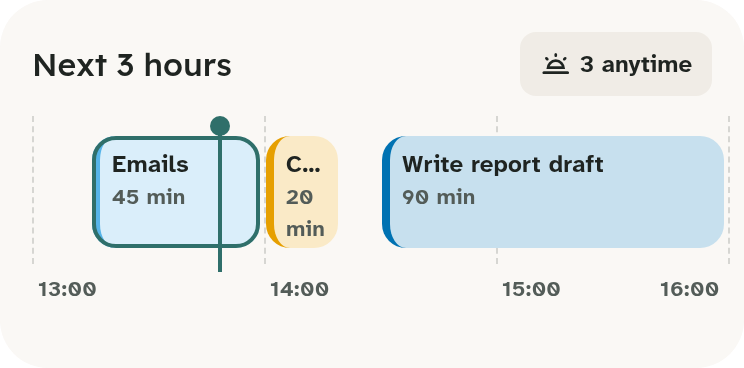 Next 3 hours
3 anytime
Emails
45 min
C...
20
min
Write report draft
90 min
13:00
14:00
15:00
16:00